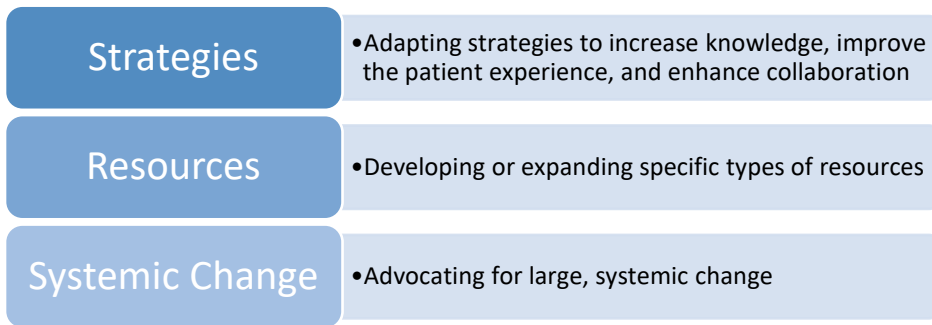 Strategies
•Adapting strategies to increase knowledge, improve
the patient experience, and enhance collaboration
Resources
•Developing or expanding specific types of resources
Systemic Change
•Advocating for large, systemic change